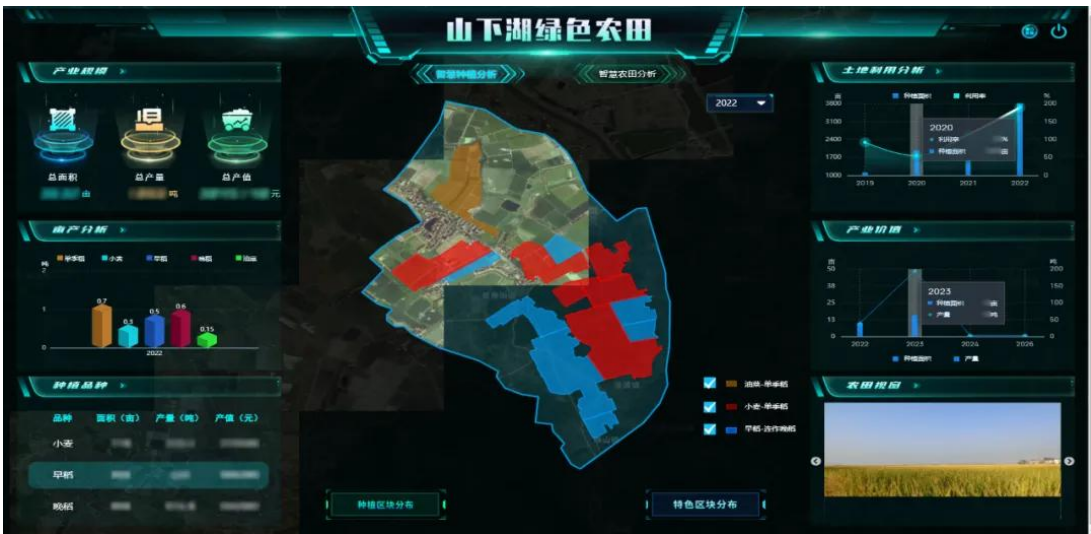 山下湖绿色农田
智慧种植分析
智慧农田分析
2022
产业规模
总面积
总产量
总产值
亩
吨
元
亩产分析
吨
单季稻
小麦
早稻
晚稻
油菜
2
1
0
0.7
0.5
0.8
0.6
0.15
2022
种植品种
品种 面积（亩） 产量（吨） 产值（元）
小麦
早稻
晚稻
油菜-单季稻
小麦-单季稻
早稻-连作晚稻
种植区块分布
特色区块分布
土地利用分析
亩
种植面积
利用率
%
3800
3100
2400
1700
1000
200
150
100
50
0
2020
利用率 %
种植面积 亩
2019
2020
2021
2022
产业价值
亩
吨
50
38
25
13
0
200
150
100
50
0
2023
种植面积 亩
产量 吨
2022
2023
2024
2026
种植面积
产量
农田视窗